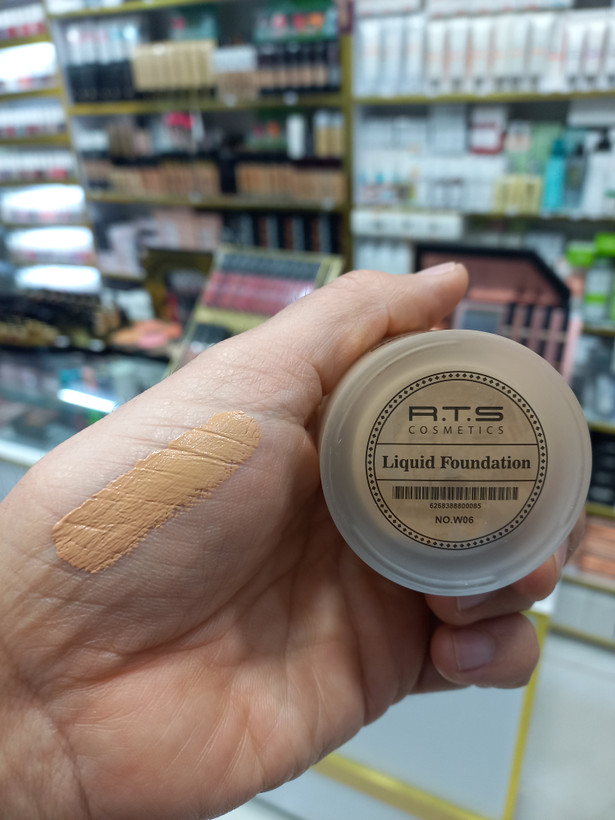 R.T.S
COSMETICS
Liquid Foundation
6268388800085
NO.W06